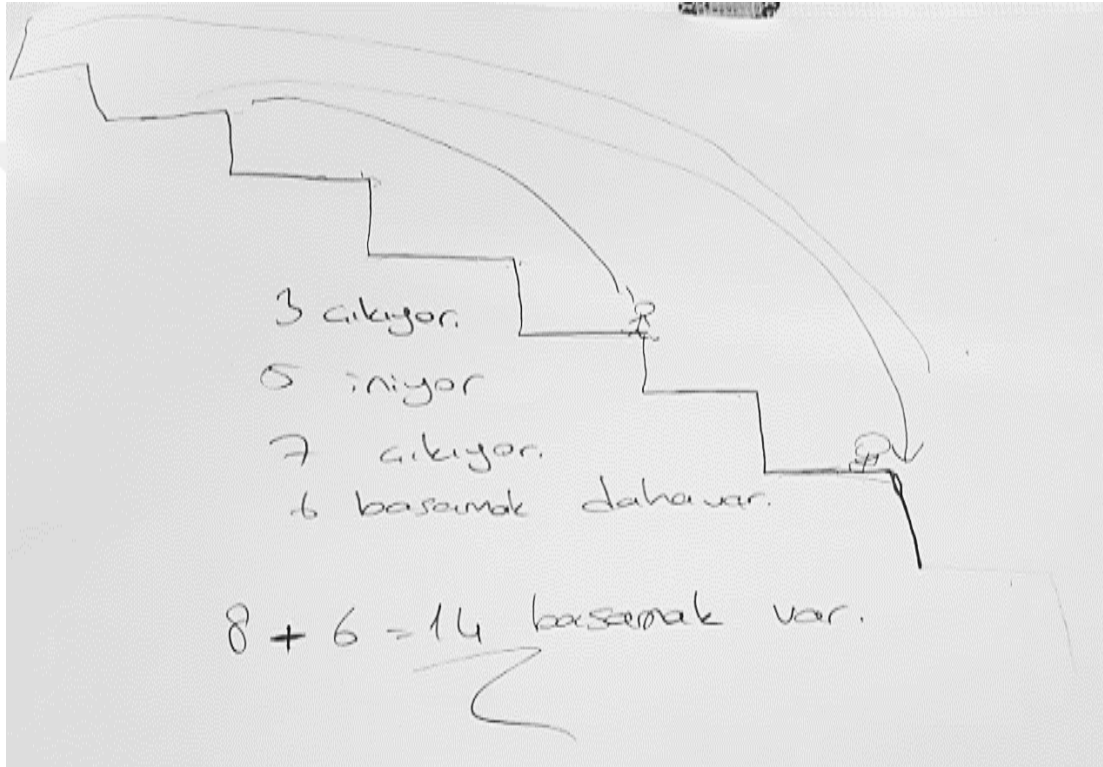 3 çıkıyor.
5 iniyor
7 çıkıyor.
6 basamak daha var.
8 + 6 = 14 basamak var.